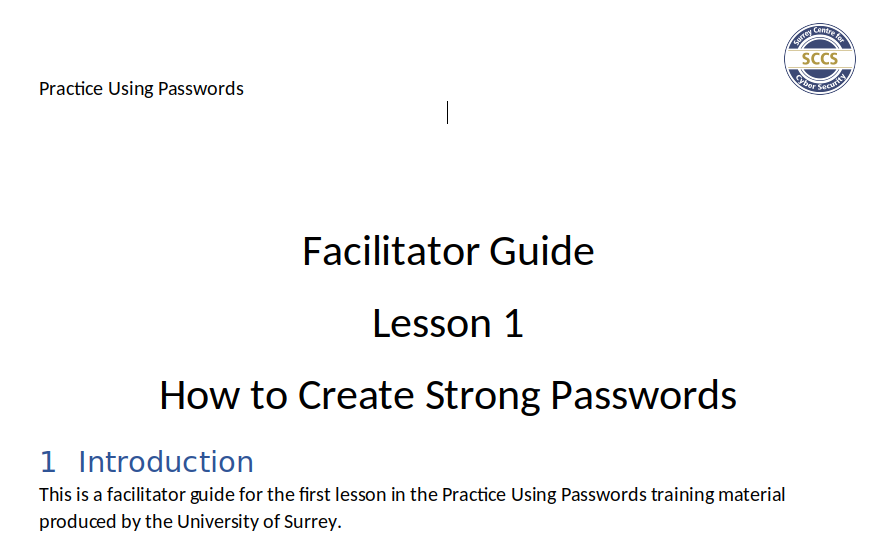 Surrey Centre for
SCCS
Cyber Security
Practice Using Passwords
Facilitator Guide
Lesson 1
How to Create Strong Passwords
1 Introduction
This is a facilitator guide for the first lesson in the Practice Using Passwords training material
produced by the University of Surrey.